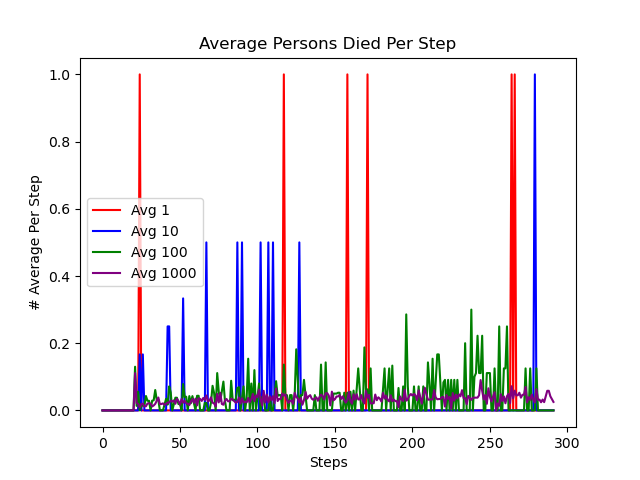 Average Persons Died Per Step
# Average Per Step
1.0
0.8
0.6
0.4
0.2
0.0
Avg 1
Avg 10
Avg 100
Avg 1000
0 50 100 150 200 250 300
Steps